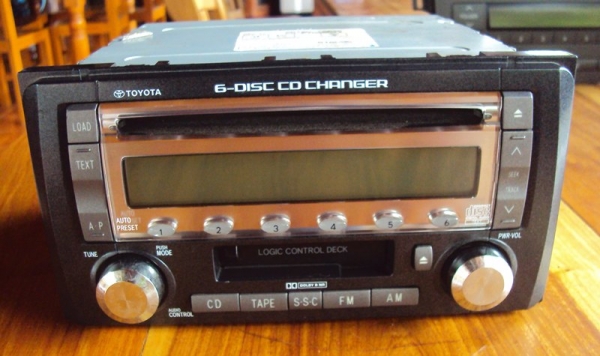 TOYOTA
6-DISC CD CHANGER
LOAD
TEXT
AP
SEEK
TRACK
AUTO
PRESET
1 2 3 4 5 6
PWR·VOL
TUNE
PUSH
MODE
LOGIC CONTROL DECK
DOLBY B NR
AUDIO
CONTROL
CD TAPE S·S·C FM AM